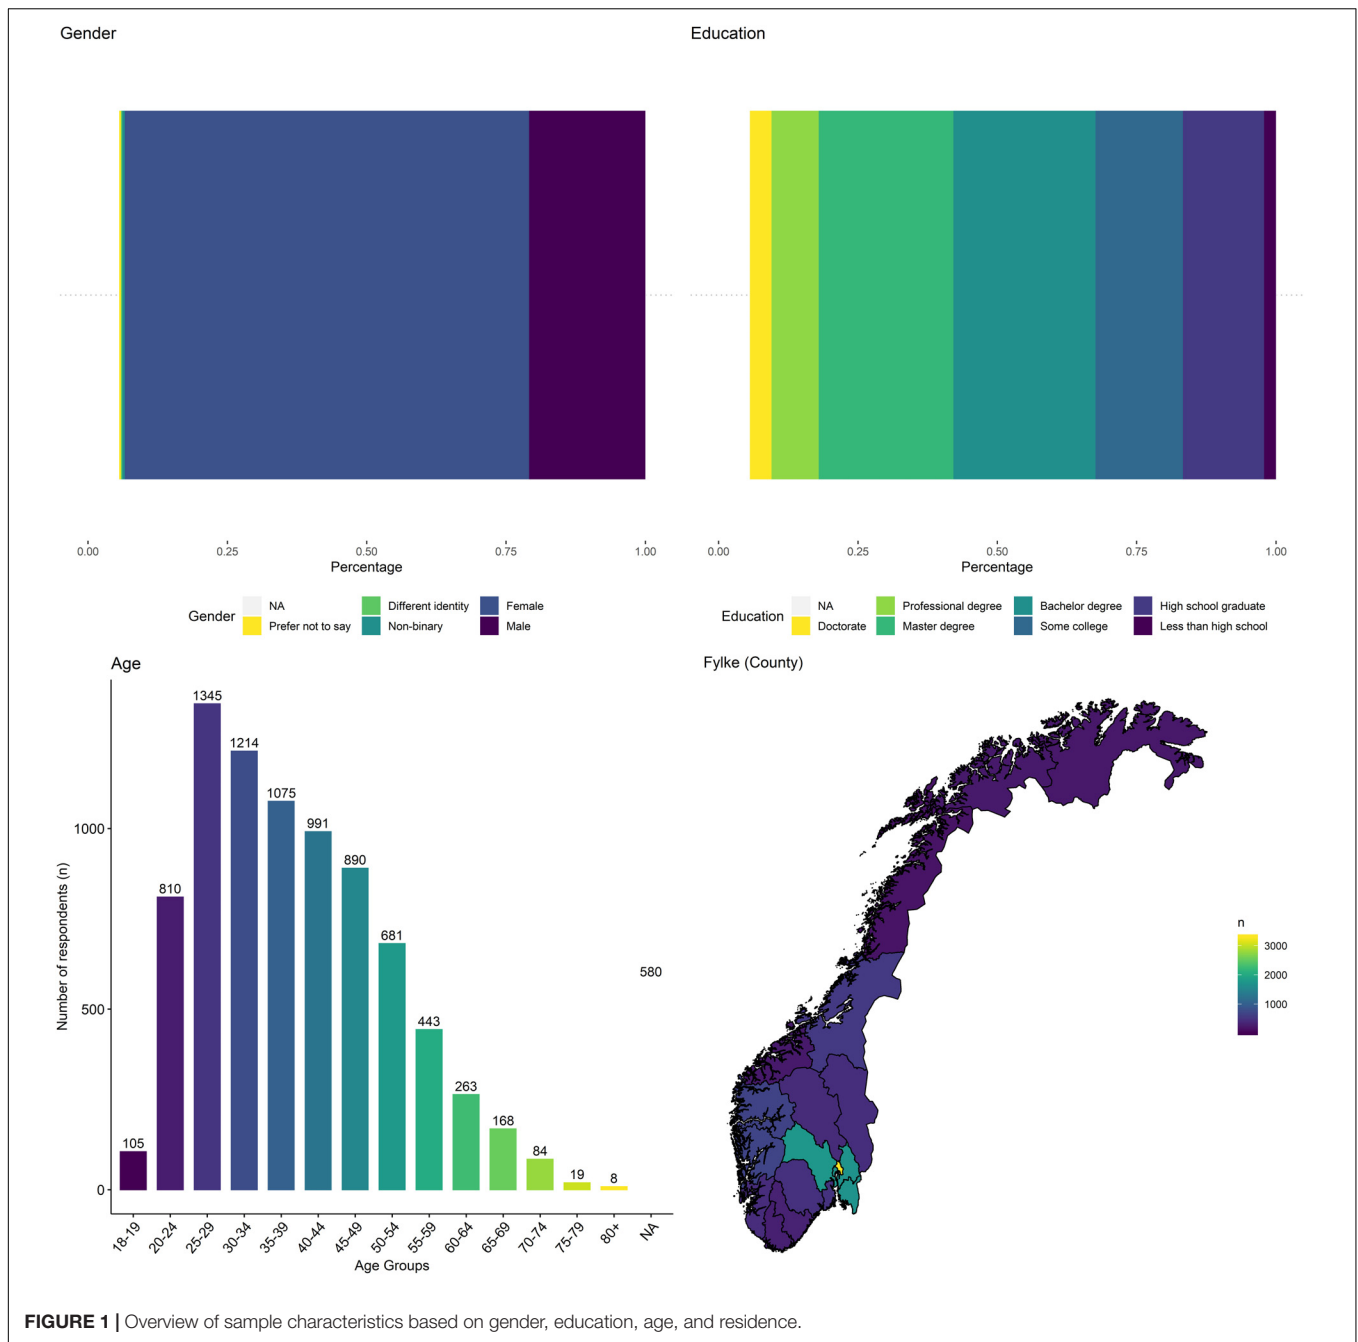 Gender
0.00 0.25 0.50 0.75 1.00
Percentage
Gender
NA Different identity Female
Prefer not to say Non-binary Male
Education
0.00 0.25 0.50 0.75 1.00
Percentage
Education
NA Professional degree Bachelor degree High school graduate
Doctorate Master degree Some college Less than high school
Age
Number of respondents (n)
1000
500
0
105 810 1345 1214 1075 991 890 681 443 263 168 84 19 8 580
18-19 20-24 25-29 30-34 35-39 40-44 45-49 50-54 55-59 60-64 65-69 70-74 75-79 80+ NA
Age Groups
Fylke (County)
n
3000
2000
1000
FIGURE 1 | Overview of sample characteristics based on gender, education, age, and residence.